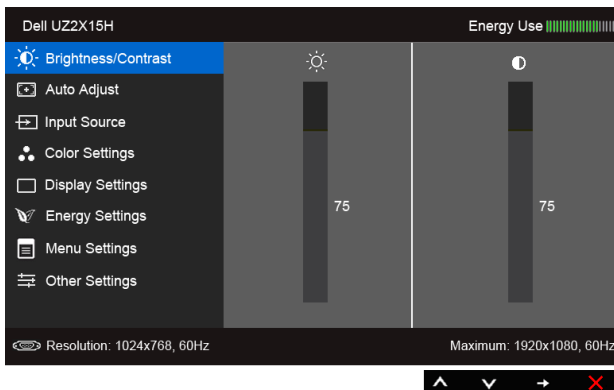 Dell UZ2X15H
Energy Use
Brightness/Contrast
Auto Adjust
Input Source
Color Settings
Display Settings
Energy Settings
Menu Settings
Other Settings
75
75
Resolution: 1024x768, 60Hz
Maximum: 1920x1080, 60Hz